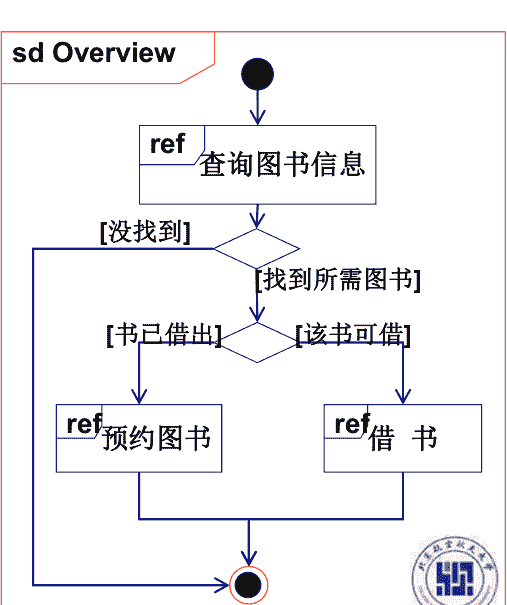 sd Overview
ref
查询图书信息
[没找到]
[找到所需图书]
[书已借出]
[该书可借]
ref
预约图书
ref
借 书